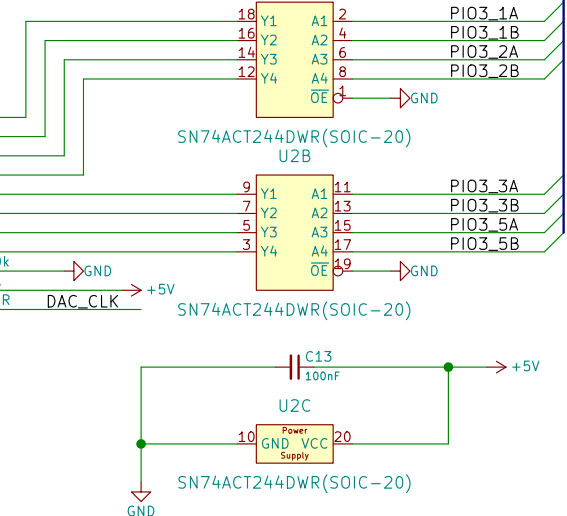 18 Y1 A1 2 PIO3_1A
16 Y2 A2 4 PIO3_1B
14 Y3 A3 6 PIO3_2A
12 Y4 A4 8 PIO3_2B
OE 1 GND
SN74ACT244DWR(SOIC-20)
U2B
9 Y1 A1 11 PIO3_3A
7 Y2 A2 13 PIO3_3B
5 Y3 A3 15 PIO3_5A
3 Y4 A4 17 PIO3_5B
k GND OE 19 GND
+5V
R DAC_CLK SN74ACT244DWR(SOIC-20)
C13
100nF +5V
U2C
Power
10 GND VCC 20
Supply
SN74ACT244DWR(SOIC-20)
GND